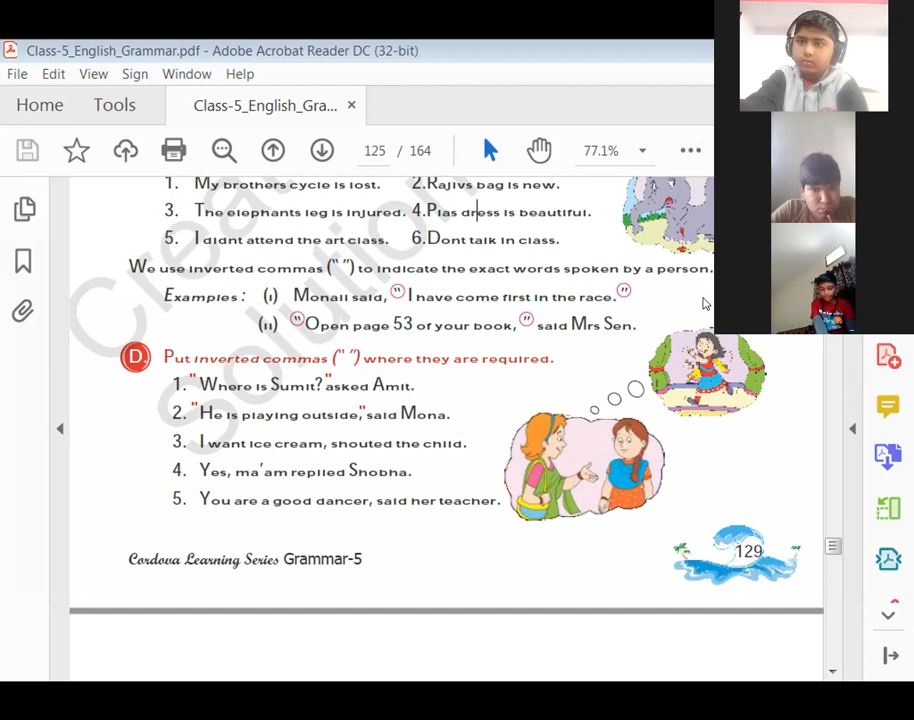 Class-5_English_Grammar.pdf - Adobe Acrobat Reader DC (32-bit)
File Edit View Sign Window Help
Home Tools Class-5_English_Gra... ×
125 / 164 77.1%
1. My brothers cycle is lost. 2.Rajivs bag is new.
3. The elephants leg is injured. 4.Pias dress is beautiful.
5. I didnt attend the art class. 6.Dont talk in class.
We use inverted commas (“ ”) to indicate the exact words spoken by a person.
Examples : (i) Monali said, “I have come first in the race.”
(ii) “Open page 53 of your book,” said Mrs Sen.
D. Put inverted commas (“ ”) where they are required.
1. "Where is Sumit?"asked Amit.
2. "He is playing outside,"said Mona.
3. I want ice cream, shouted the child.
4. Yes, ma'am replied Shobha.
5. You are a good dancer, said her teacher.
Cordova Learning Series Grammar-5
129